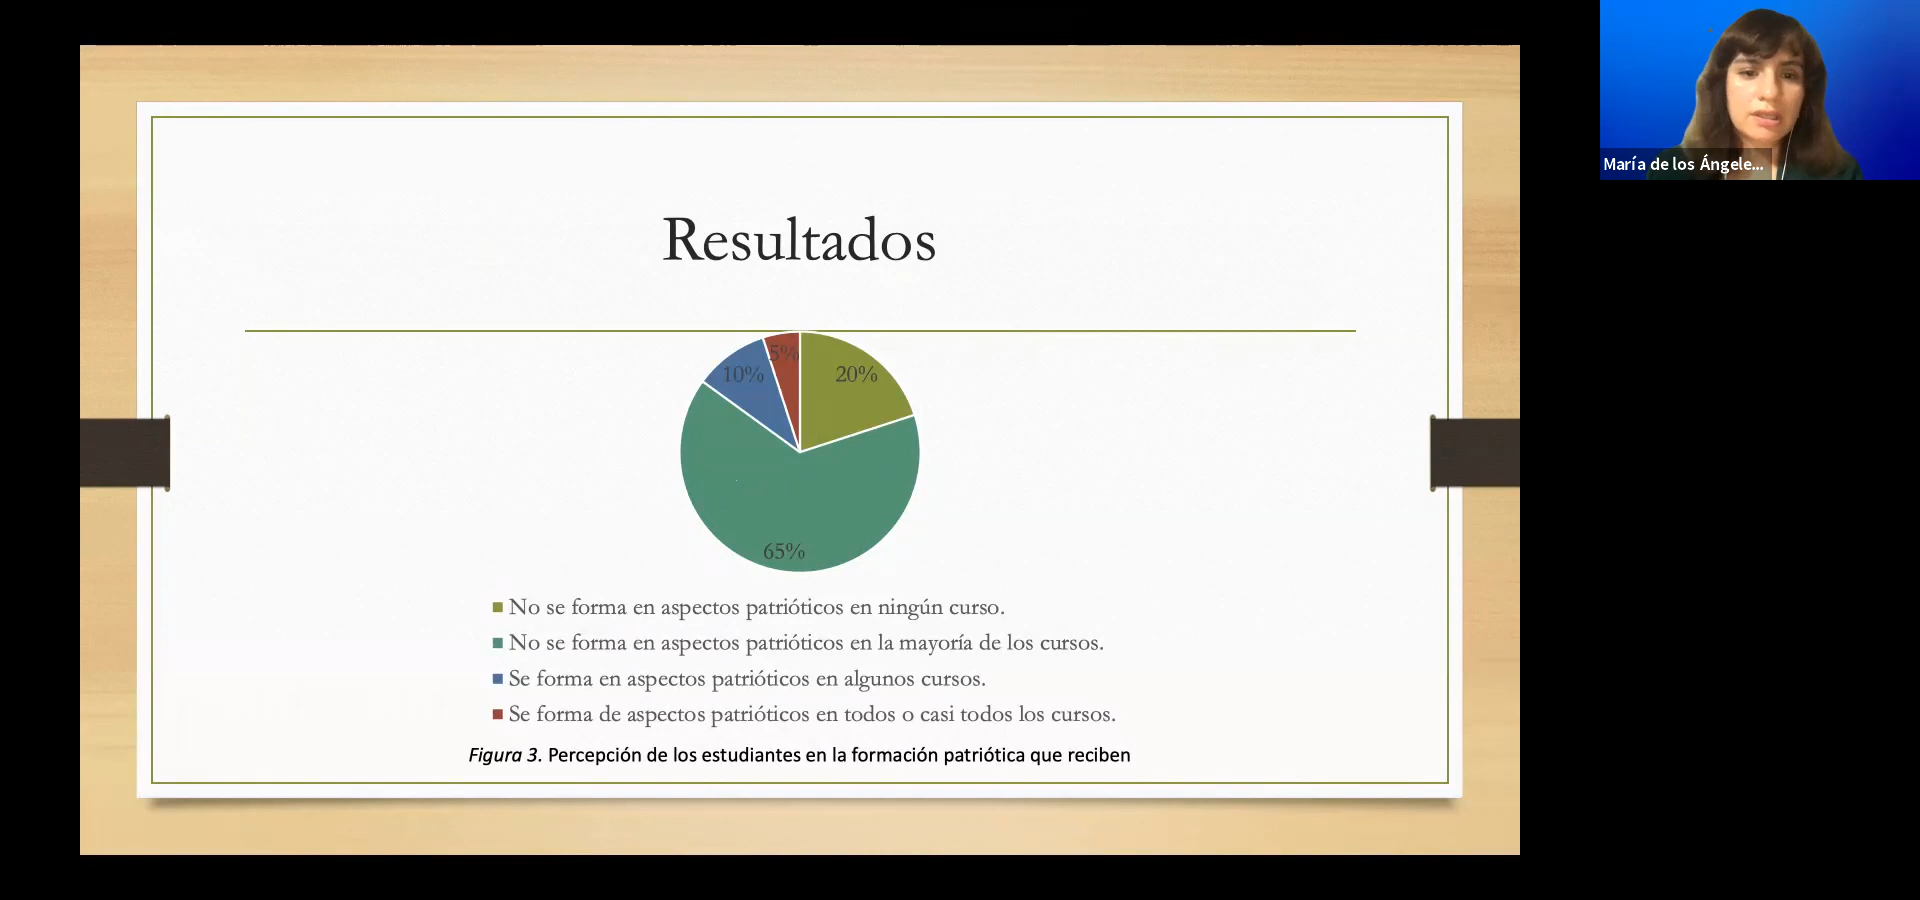 Resultados
5%
10%
20%
65%
No se forma en aspectos patrióticos en ningún curso.
No se forma en aspectos patrióticos en la mayoría de los cursos.
Se forma en aspectos patrióticos en algunos cursos.
Se forma de aspectos patrióticos en todos o casi todos los cursos.
Figura 3. Percepción de los estudiantes en la formación patriótica que reciben
María de los Ángele...